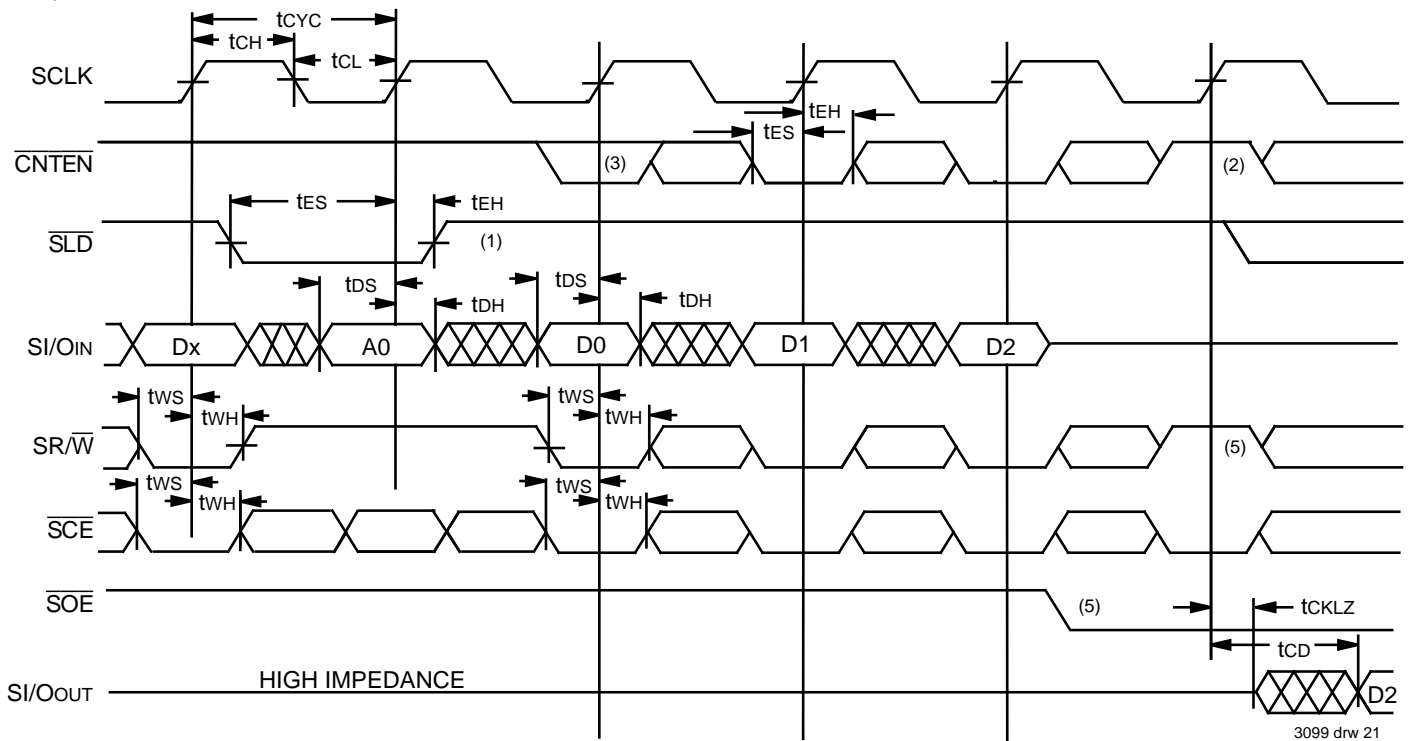 tCYC
tCH
tCL
SCLK
tEH
tES
CNTEN
(3)
(2)
tES
tEH
SLD
(1)
tDS
tDH
tDS
tDH
SI/OIN
Dx
A0
D0
D1
D2
tWS
tWH
tWS
tWH
SR/W
(5)
tWS
tWH
tWS
tWH
SCE
SOE
(5)
tCKLZ
tCD
SI/OOUT
HIGH IMPEDANCE
D2
3099 drw 21